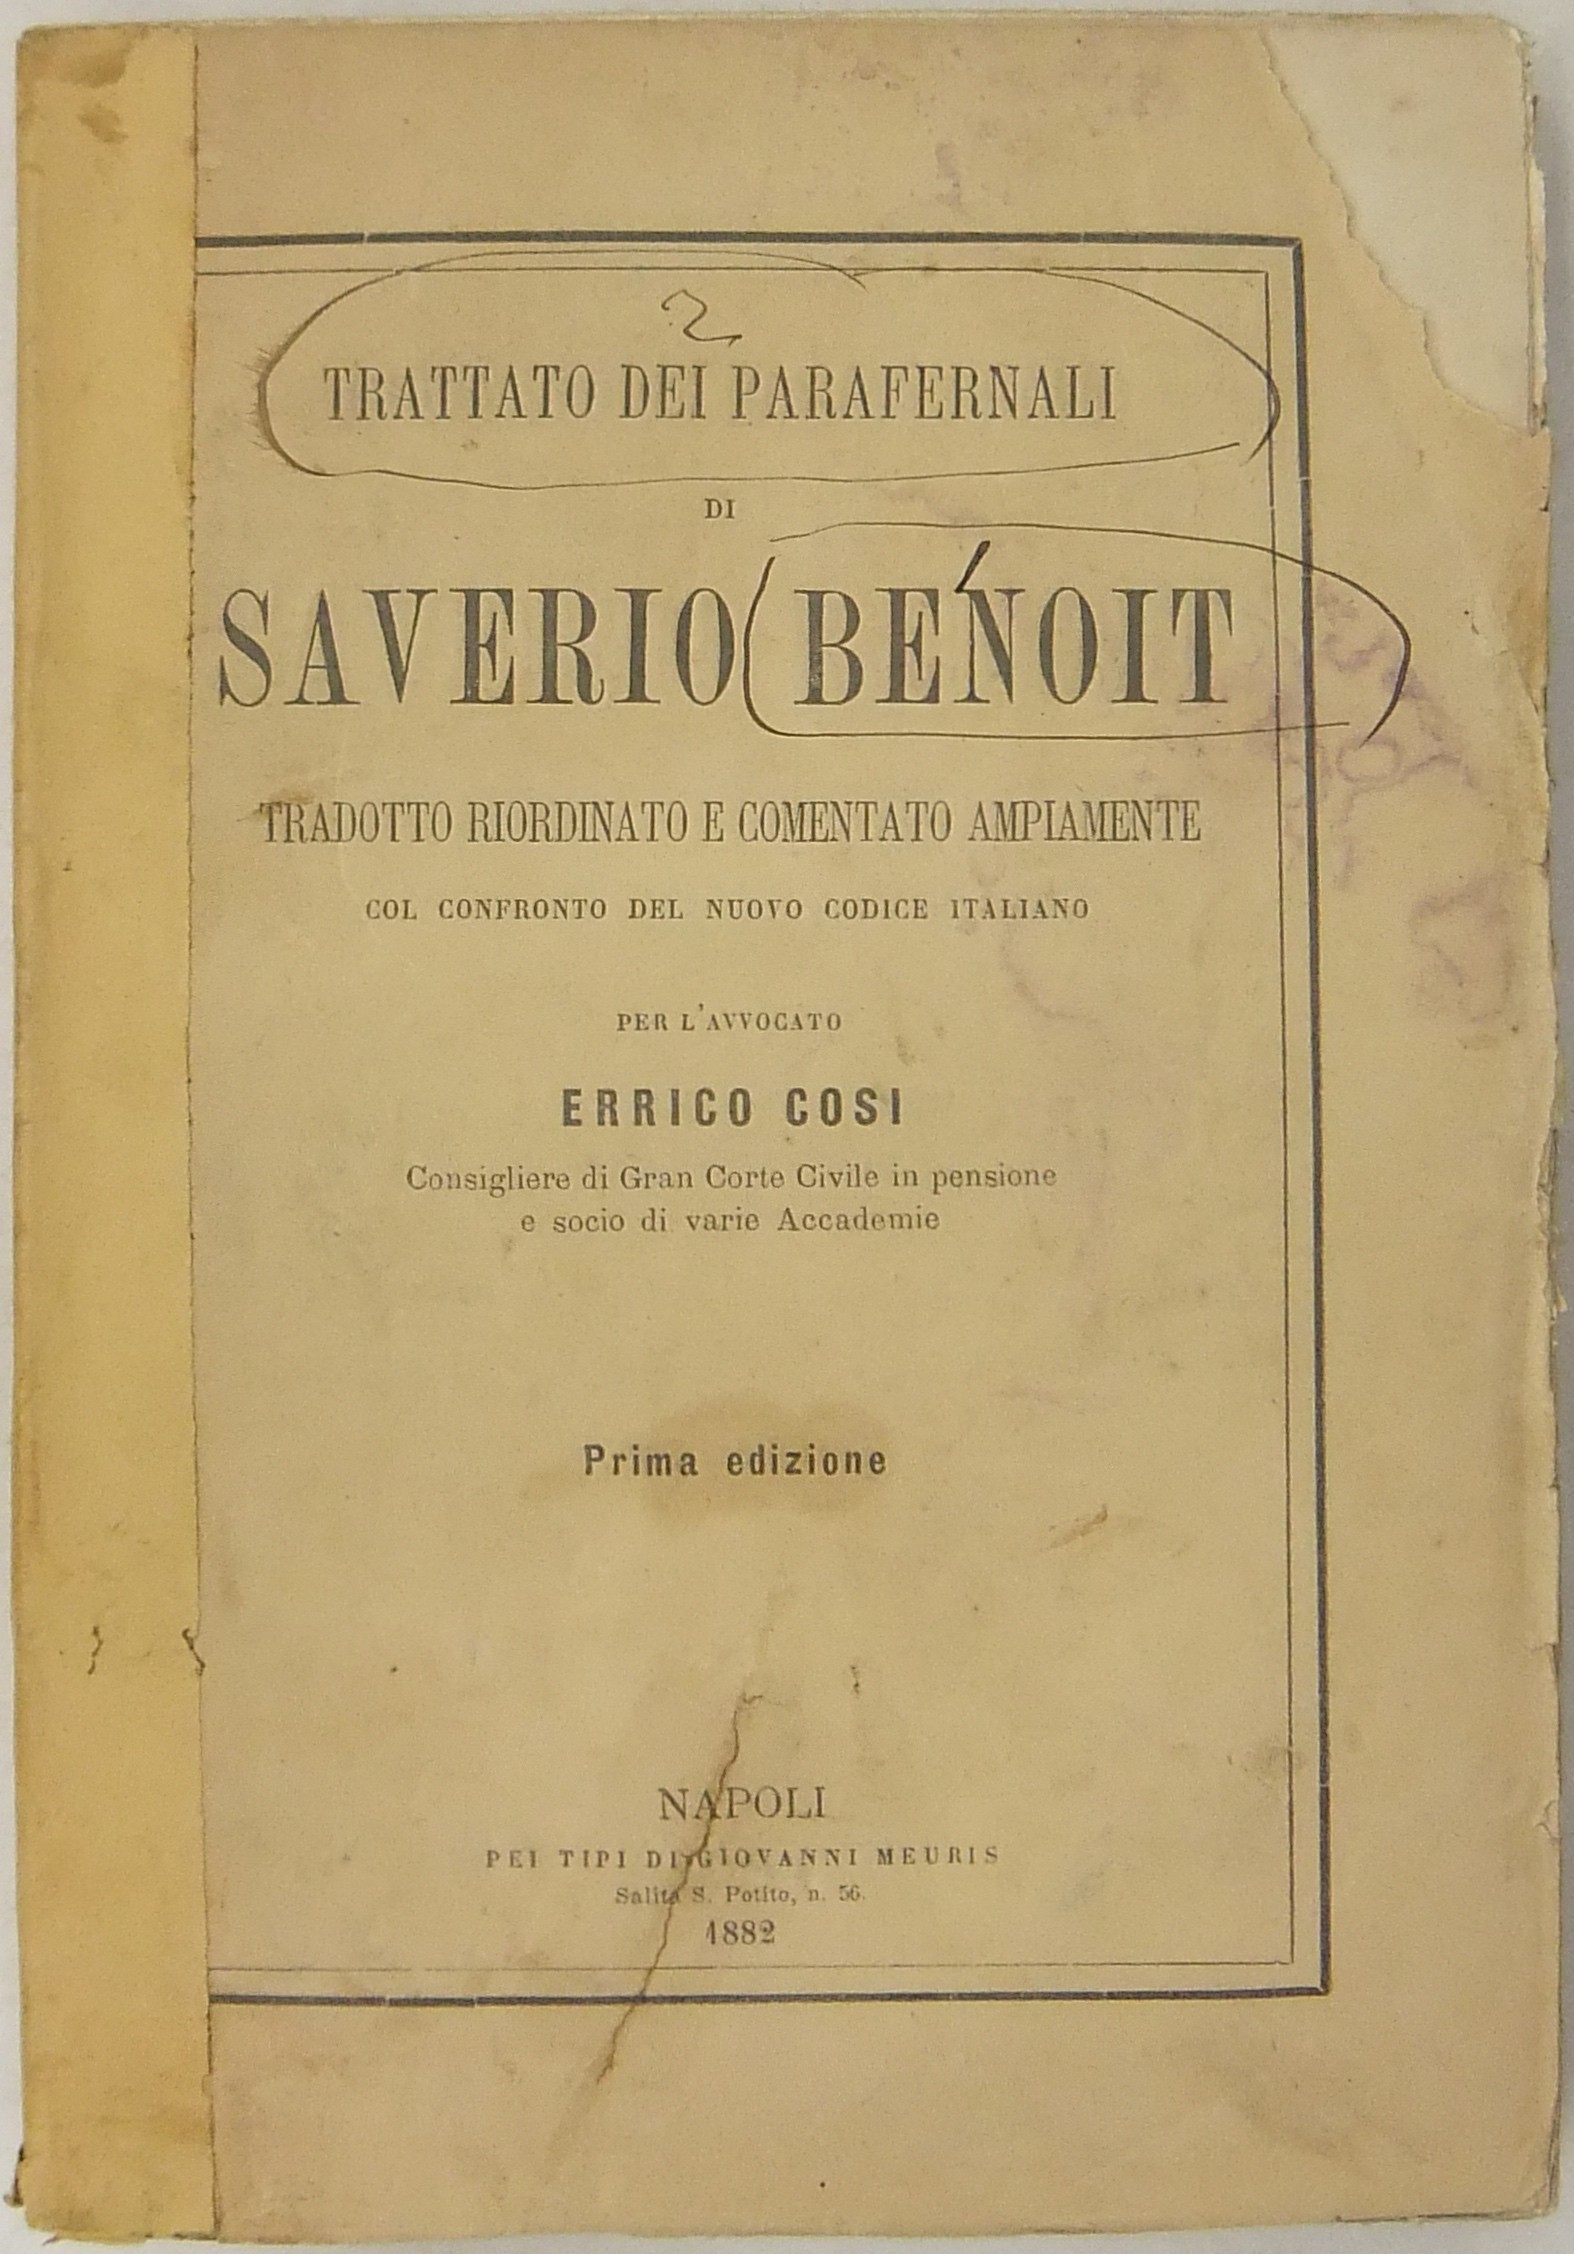 2
TRATTATO DEI PARAFERNALI
DI
SAVERIO BÉNOIT
TRADOTTO RIORDINATO E COMENTATO AMPIAMENTE
COL CONFRONTO DEL NUOVO CODICE ITALIANO
PER L'AVVOCATO
ERRICO COSI
Consigliere di Gran Corte Civile in pensione
e socio di varie Accademie
Prima edizione
NAPOLI
PEI TIPI DI GIOVANNI MEURIS
Salita S. Potito, n. 56.
1882